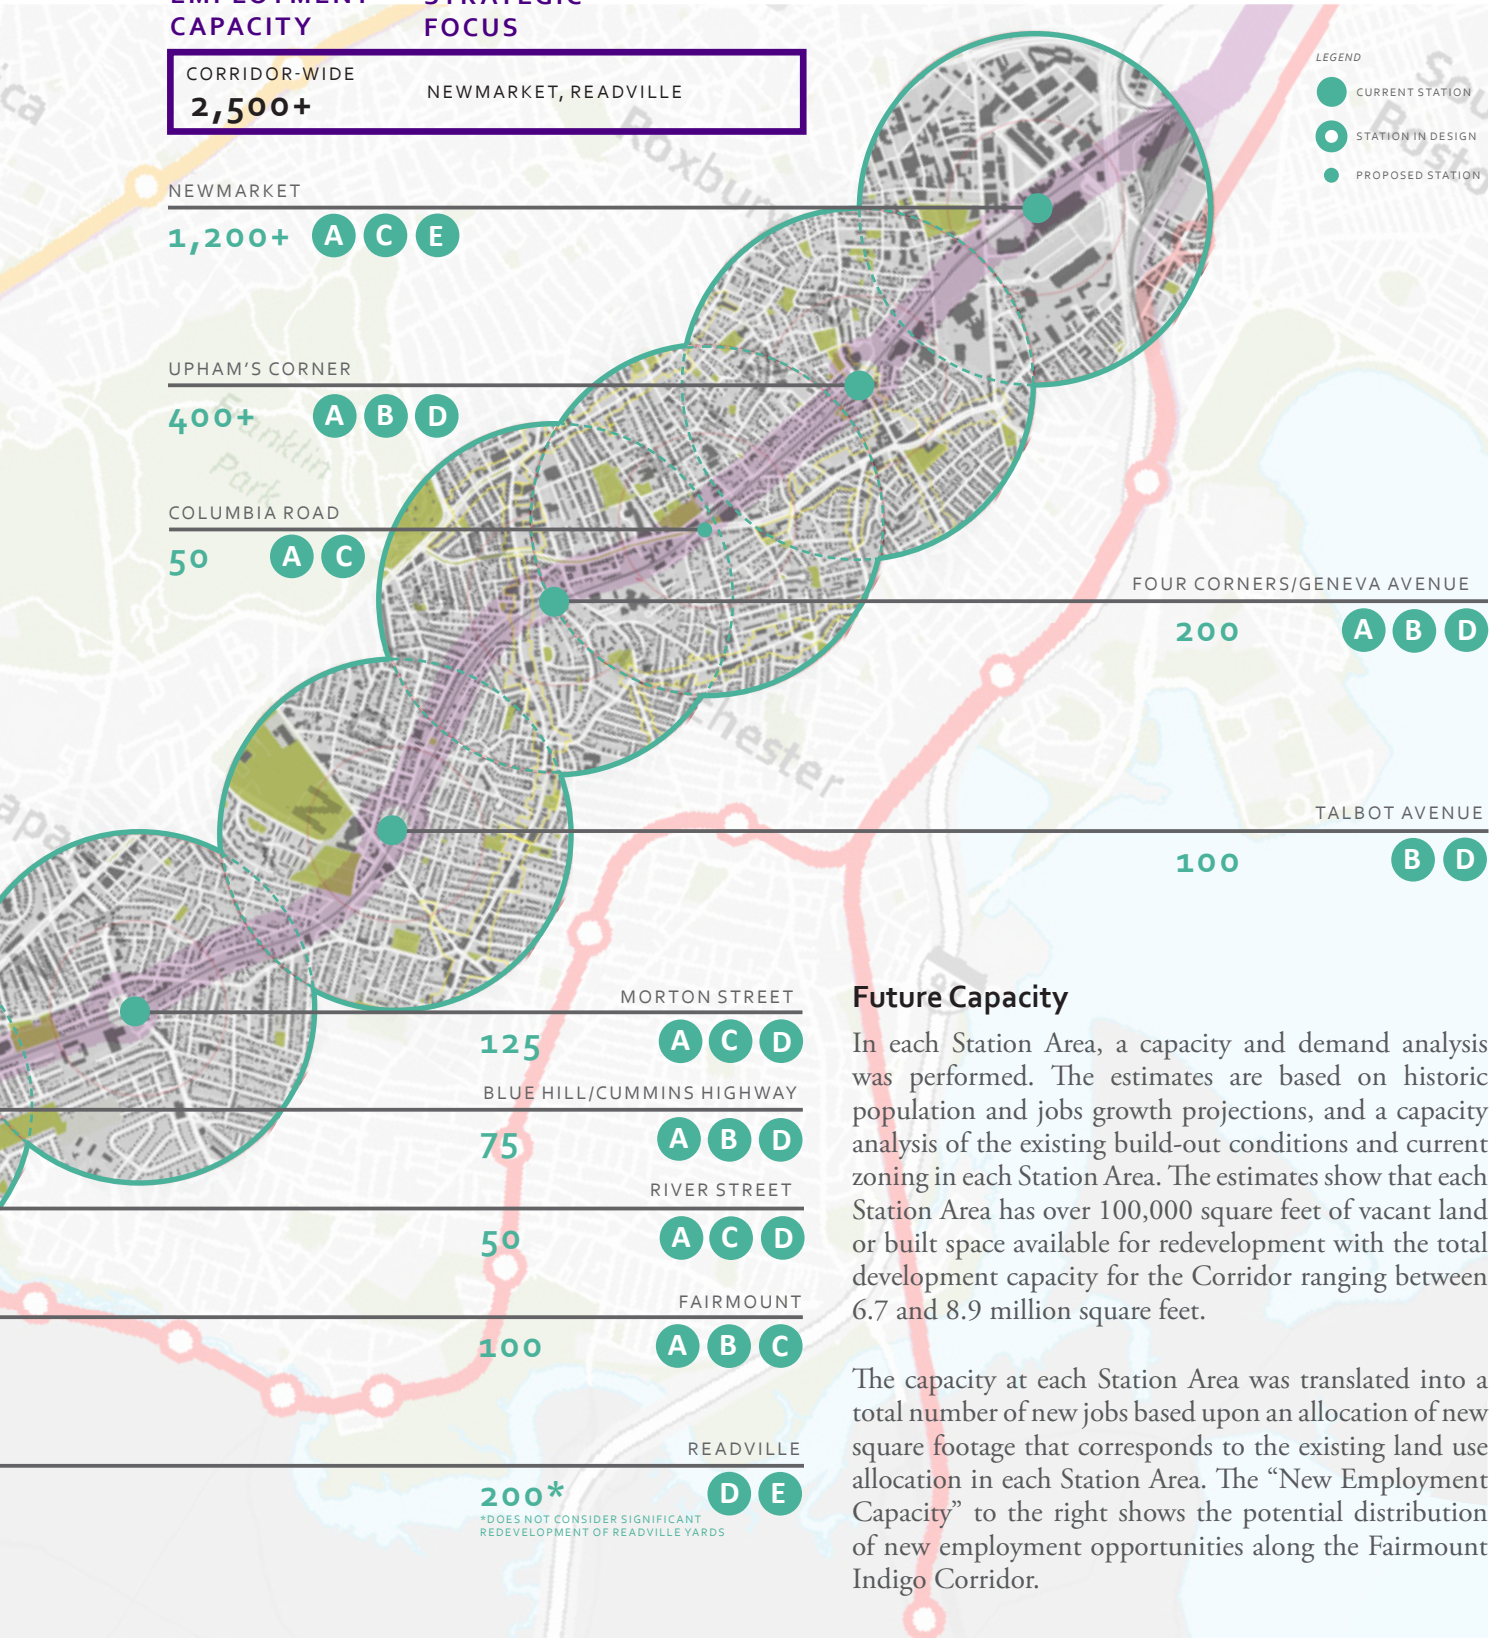 CAPACITY
FOCUS
CORRIDOR-WIDE
2,500+
NEWMARKET, READVILLE
LEGEND
CURRENT STATION
STATION IN DESIGN
PROPOSED STATION
Roxbury
NEWMARKET
1,200+ A C E
UPHAM'S CORNER
400+ A B D
Franklin
Park
COLUMBIA ROAD
50 A C
FOUR CORNERS/GENEVA AVENUE
200 A B D
chester
TALBOT AVENUE
100 B D
MORTON STREET
125 A C D
BLUE HILL/CUMMINS HIGHWAY
75 A B D
RIVER STREET
50 A C D
FAIRMOUNT
100 A B C
READVILLE
200* D E
*DOES NOT CONSIDER SIGNIFICANT
REDEVELOPMENT OF READVILLE YARDS
Future Capacity
In each Station Area, a capacity and demand analysis
was performed. The estimates are based on historic
population and jobs growth projections, and a capacity
analysis of the existing build-out conditions and current
zoning in each Station Area. The estimates show that each
Station Area has over 100,000 square feet of vacant land
or built space available for redevelopment with the total
development capacity for the Corridor ranging between
6.7 and 8.9 million square feet.
The capacity at each Station Area was translated into a
total number of new jobs based upon an allocation of new
square footage that corresponds to the existing land use
allocation in each Station Area. The “New Employment
Capacity” to the right shows the potential distribution
of new employment opportunities along the Fairmount
Indigo Corridor.